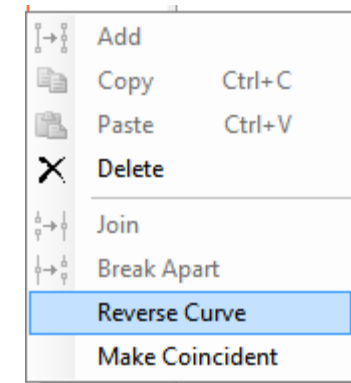 Add
Copy Ctrl+C
Paste Ctrl+V
Delete
Join
Break Apart
Reverse Curve
Make Coincident